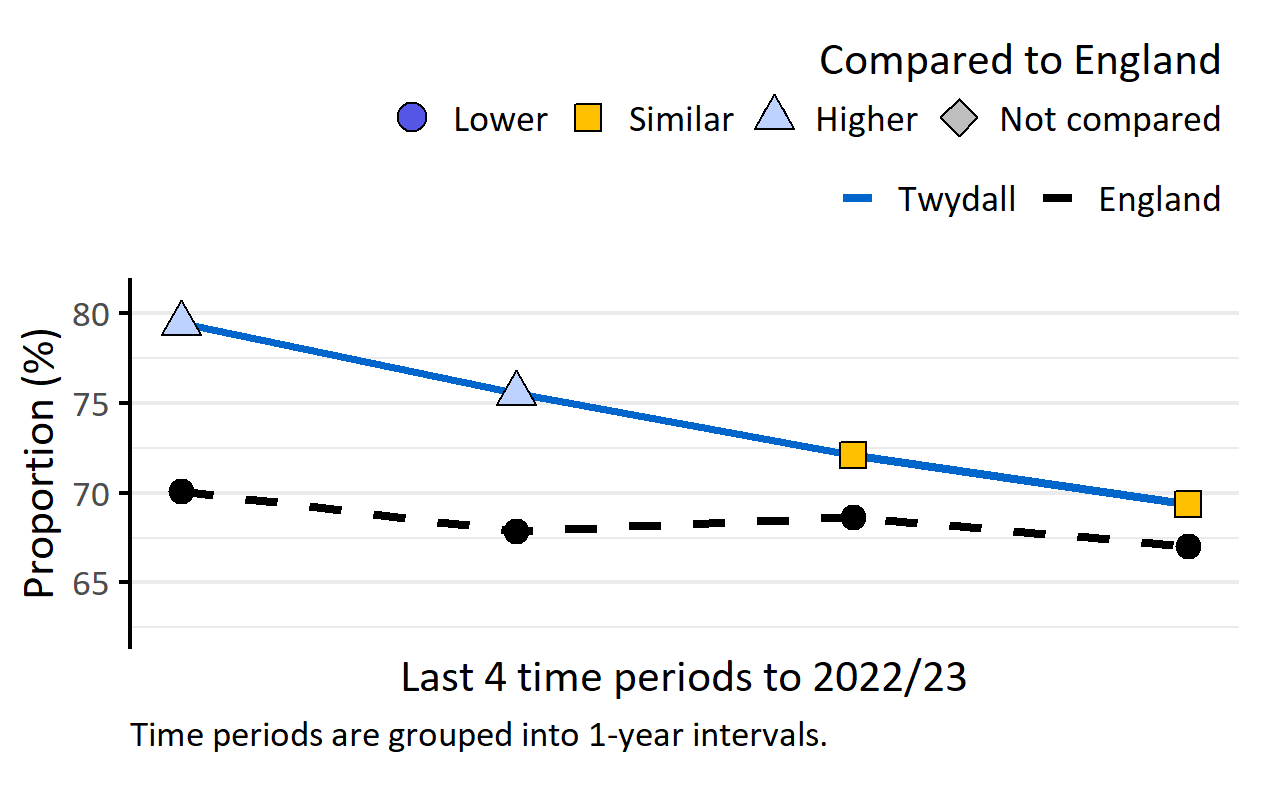 Compared to England
Lower Similar Higher Not compared
Twydall England
80
75
70
65
Proportion (%)
Last 4 time periods to 2022/23
Time periods are grouped into 1-year intervals.